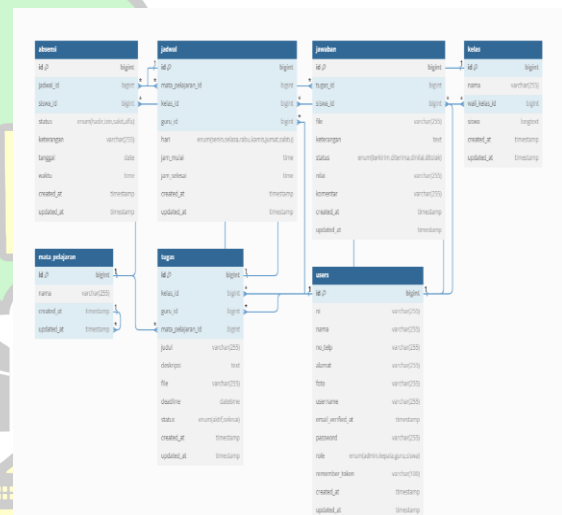 absensi
id bigint
jadwal_id bigint
siswa_id bigint
status enum(hadir,izin,sakit,alfa)
keterangan varchar(255)
tanggal date
waktu time
created_at timestamp
updated_at timestamp
jadwal
id bigint
mata_pelajaran_id bigint
kelas_id bigint
guru_id bigint
hari enum(senin,selasa,rabu,kamis,jumat,sabtu)
jam_mulai time
jam_selesai time
created_at timestamp
updated_at timestamp
jawaban
id bigint
tugas_id bigint
siswa_id bigint
file varchar(255)
keterangan text
status enum(terkirim,diterima,dinilai,ditolak)
nilai varchar(255)
komentar varchar(255)
created_at timestamp
updated_at timestamp
kelas
id bigint
nama varchar(255)
wali_kelas_id bigint
siswa longtext
created_at timestamp
updated_at timestamp
mata_pelajaran
id bigint
nama varchar(255)
created_at timestamp
updated_at timestamp
tugas
id bigint
kelas_id bigint
guru_id bigint
mata_pelajaran_id bigint
judul varchar(255)
deskripsi text
file varchar(255)
deadline datetime
status enum(aktif,selesai)
created_at timestamp
updated_at timestamp
users
id bigint
varchar(255)
nama varchar(255)
no_telp varchar(255)
alamat varchar(255)
foto varchar(255)
username varchar(255)
email_verified_at timestamp
password varchar(255)
role enum(admin,kepala,guru,siswa)
remember_token varchar(100)
created_at timestamp
updated_at timestamp